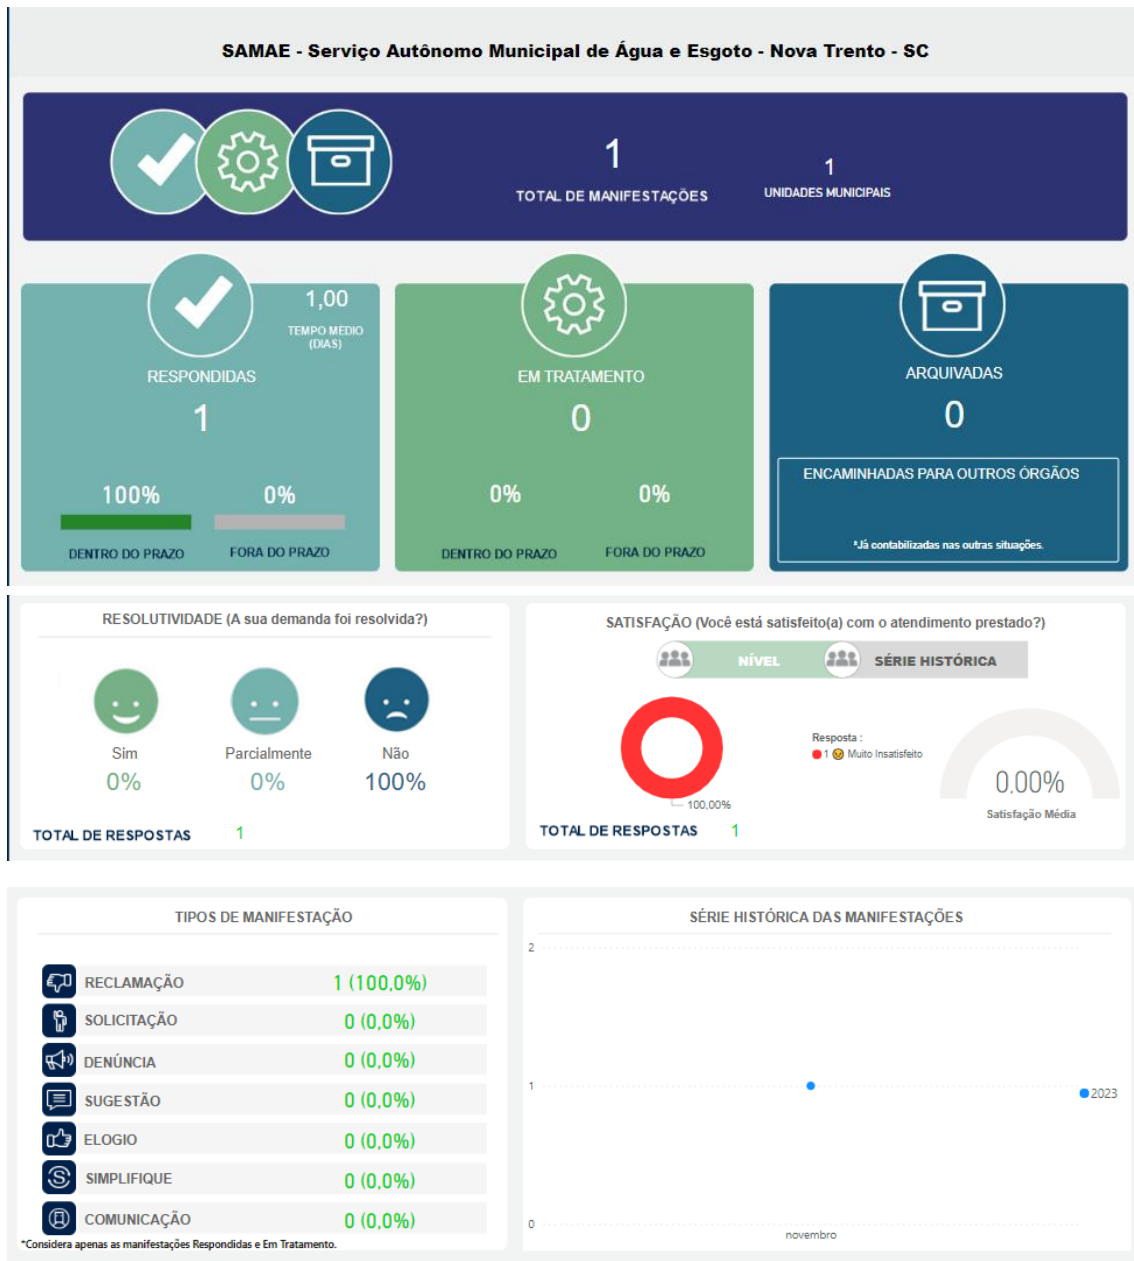 SAMAE - Serviço Autônomo Municipal de Água e Esgoto - Nova Trento - SC
1
TOTAL DE MANIFESTAÇÕES
1
UNIDADES MUNICIPAIS
1,00
TEMPO MÉDIO
(DIAS)
RESPONDIDAS
1
100%
0%
DENTRO DO PRAZO
FORA DO PRAZO
EM TRATAMENTO
0
0%
0%
DENTRO DO PRAZO
FORA DO PRAZO
ARQUIVADAS
0
ENCAMINHADAS PARA OUTROS ÓRGÃOS
*Já contabilizadas nas outras situações.
RESOLUTIVIDADE (A sua demanda foi resolvida?)
Sim
0%
Parcialmente
0%
Não
100%
TOTAL DE RESPOSTAS 1
SATISFAÇÃO (Você está satisfeito(a) com o atendimento prestado?)
NÍVEL
SÉRIE HISTÓRICA
100,00%
Resposta :
1 😠 Muito Insatisfeito
0,00%
Satisfação Média
TOTAL DE RESPOSTAS 1
TIPOS DE MANIFESTAÇÃO
RECLAMAÇÃO 1 (100,0%)
SOLICITAÇÃO 0 (0,0%)
DENÚNCIA 0 (0,0%)
SUGESTÃO 0 (0,0%)
ELOGIO 0 (0,0%)
SIMPLIFIQUE 0 (0,0%)
COMUNICAÇÃO 0 (0,0%)
*Considera apenas as manifestações Respondidas e Em Tratamento.
SÉRIE HISTÓRICA DAS MANIFESTAÇÕES
2
1
2023
0
novembro